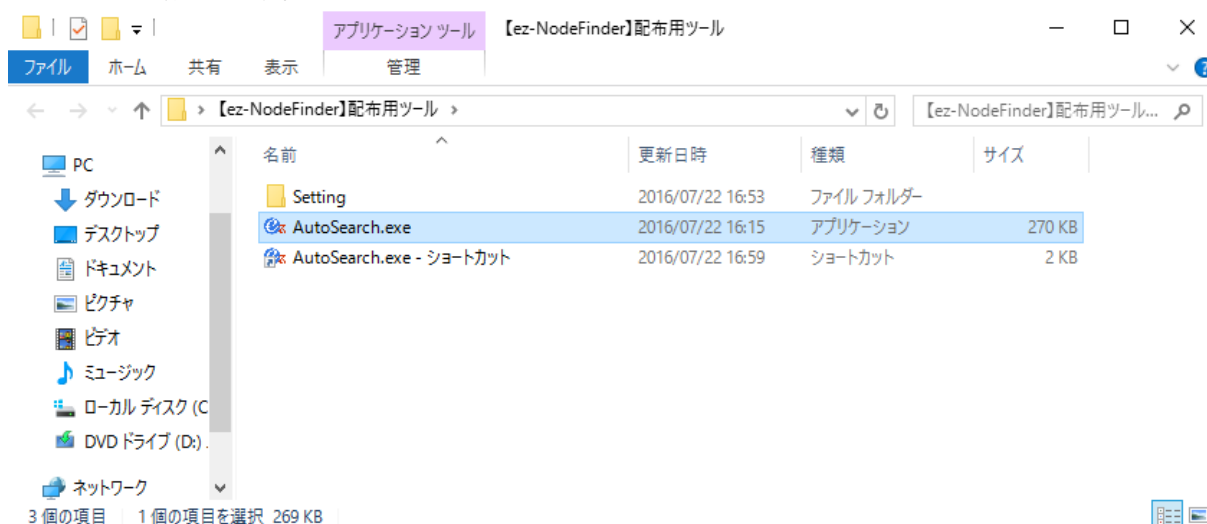 アプリケーション ツール 【ez-NodeFinder】配布用ツール
ファイル ホーム 共有 表示 管理
【ez-NodeFinder】配布用ツール 【ez-NodeFinder】配布用ツール...
名前 更新日時 種類 サイズ
PC
ダウンロード
デスクトップ
ドキュメント
ピクチャ
ビデオ
ミュージック
ローカル ディスク (C
DVD ドライブ (D:) .
ネットワーク
Setting 2016/07/22 16:53 ファイル フォルダー
AutoSearch.exe 2016/07/22 16:15 アプリケーション 270 KB
AutoSearch.exe - ショートカット 2016/07/22 16:59 ショートカット 2 KB
3 個の項目 1 個の項目を選択 269 KB